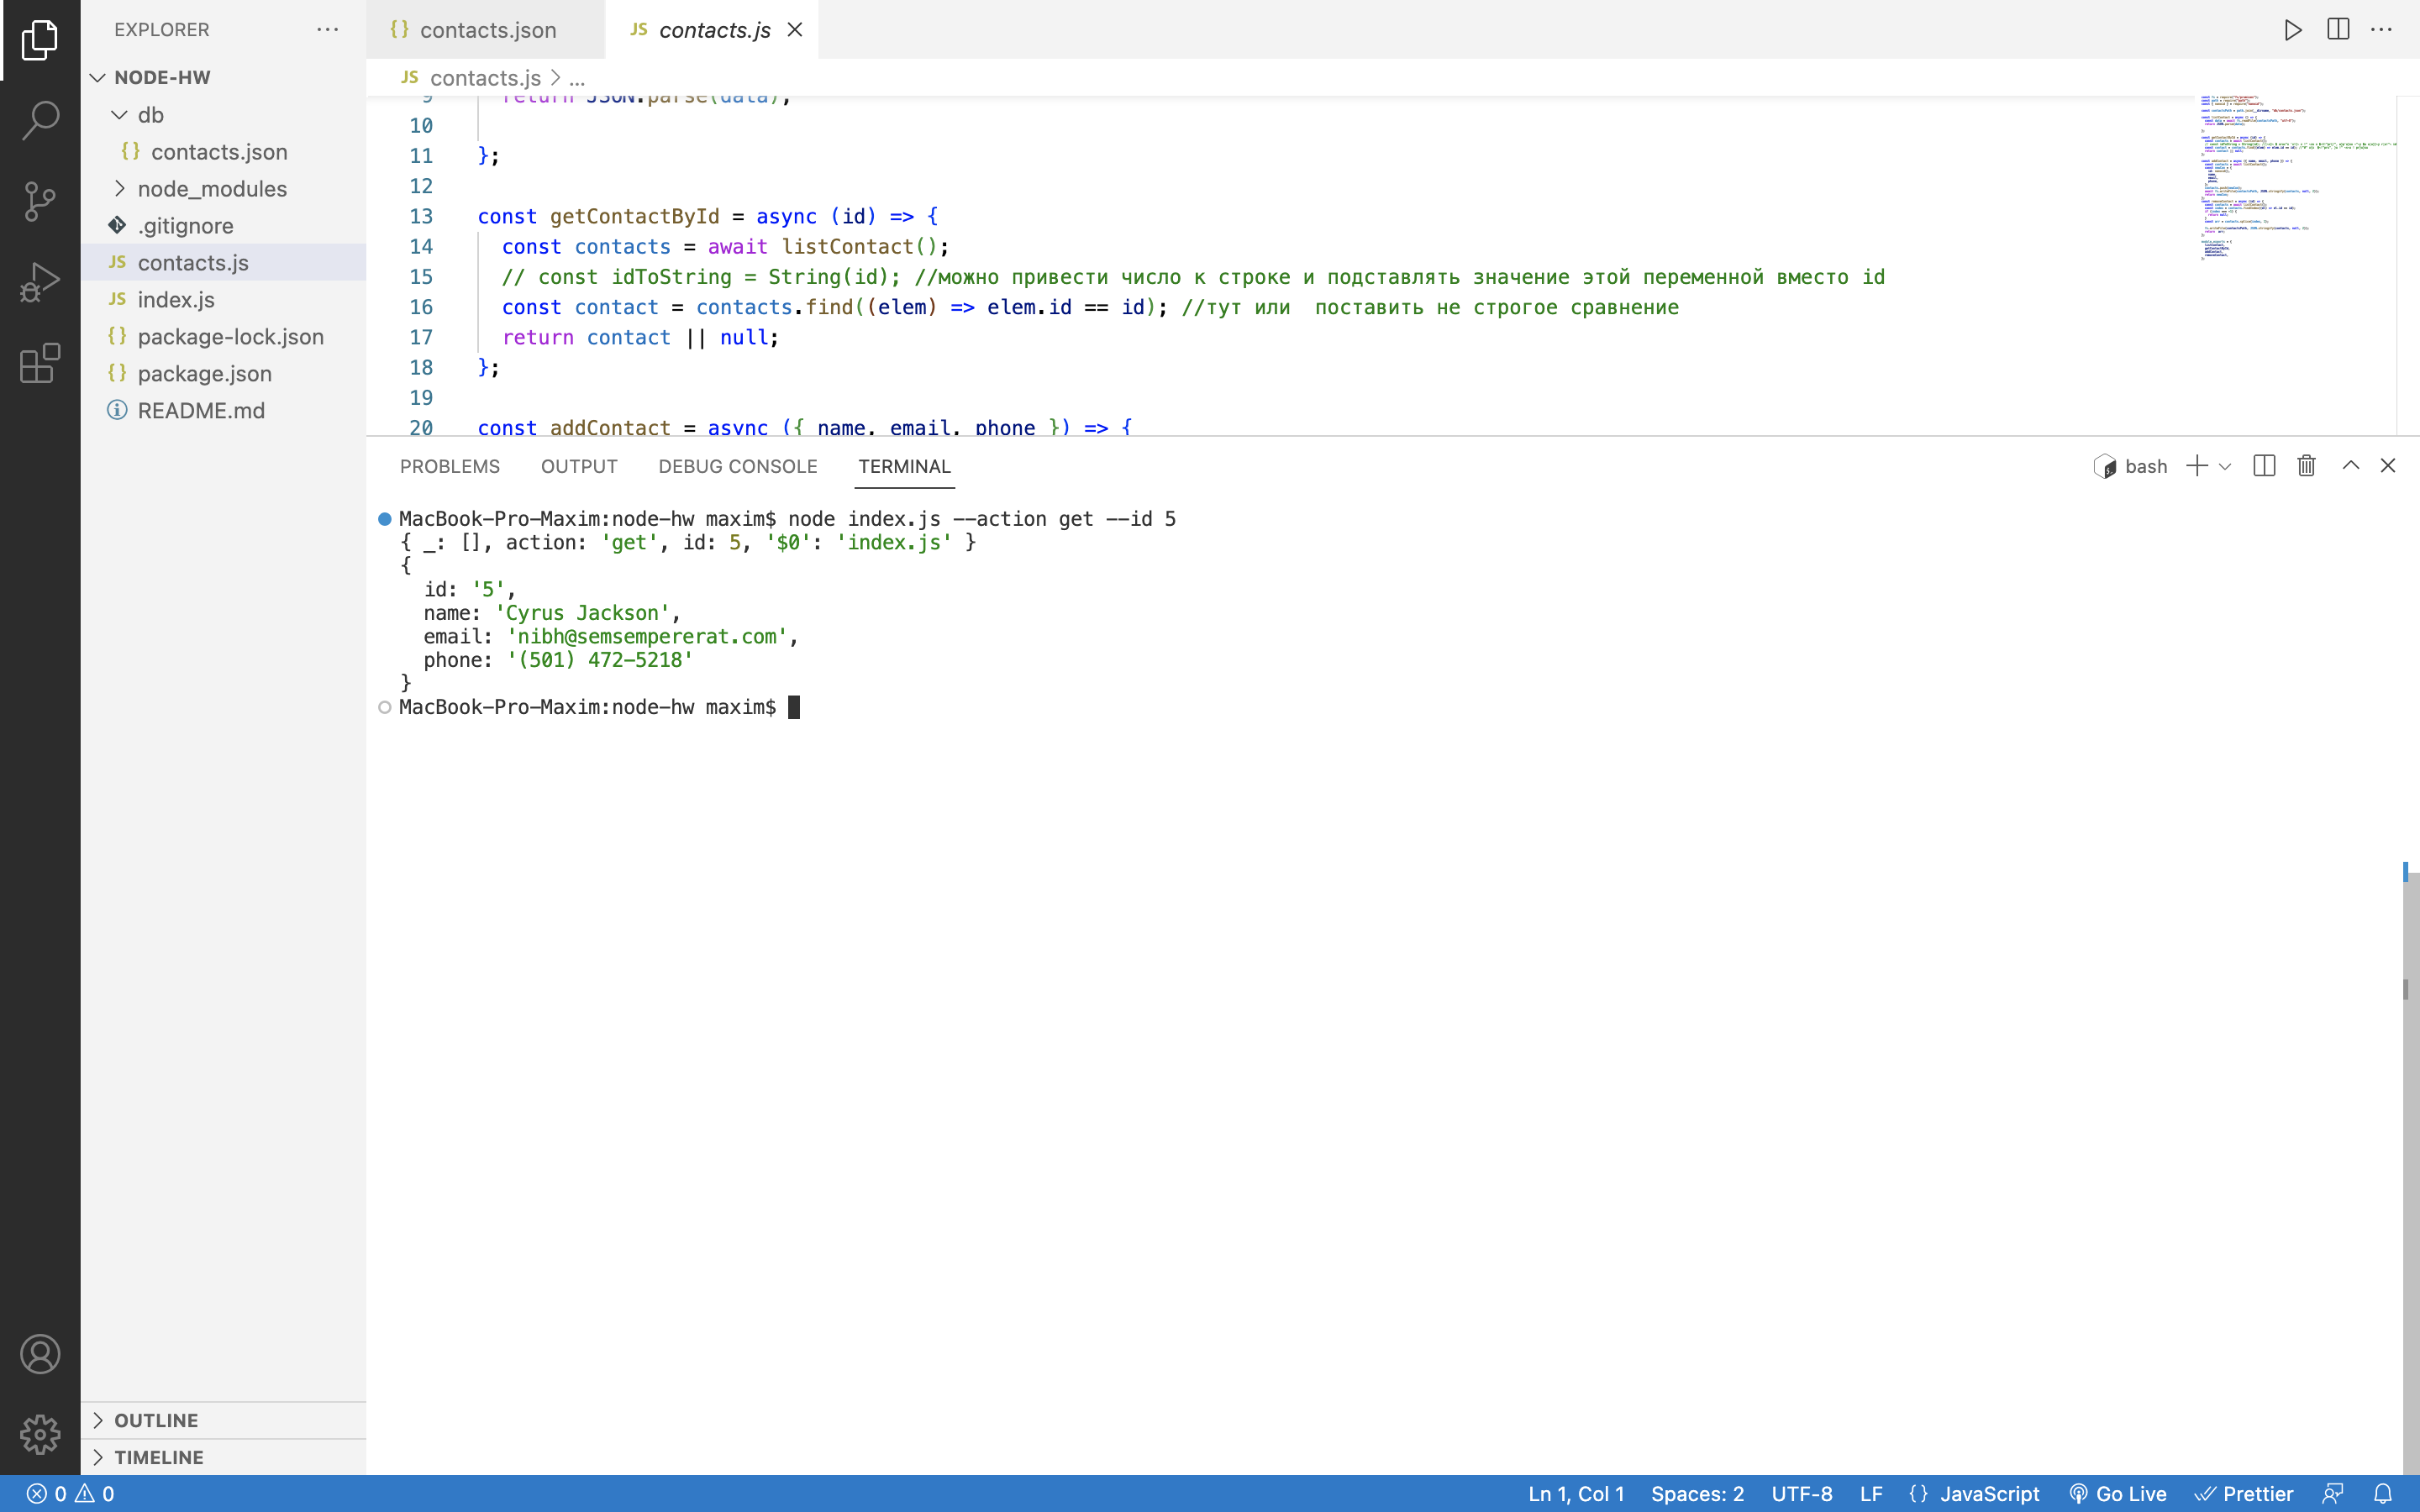 EXPLORER
NODE-HW
db
{} contacts.json
node_modules
.gitignore
JS contacts.js
JS index.js
{} package-lock.json
{} package.json
README.md
OUTLINE
TIMELINE
{} contacts.json
JS contacts.js
JS contacts.js > ...
9 return JSON.parse(data);
10
11 };
12
13 const getContactById = async (id) => {
14 const contacts = await listContact();
15 // const idToString = String(id); //можно привести число к строке и подставлять значение этой переменной вместо id
16 const contact = contacts.find((elem) => elem.id == id); //тут или  поставить не строгое сравнение
17 return contact || null;
18 };
19
20 const addContact = async ({ name, email, phone }) => {
PROBLEMS OUTPUT DEBUG CONSOLE TERMINAL
bash
MacBook-Pro-Maxim:node-hw maxim$ node index.js --action get --id 5
{ _: [], action: 'get', id: 5, '$0': 'index.js' }
{
id: '5',
name: 'Cyrus Jackson',
email: 'nibh@semsempererat.com',
phone: '(501) 472-5218'
}
MacBook-Pro-Maxim:node-hw maxim$
0 0
Ln 1, Col 1 Spaces: 2 UTF-8 LF {} JavaScript Go Live Prettier